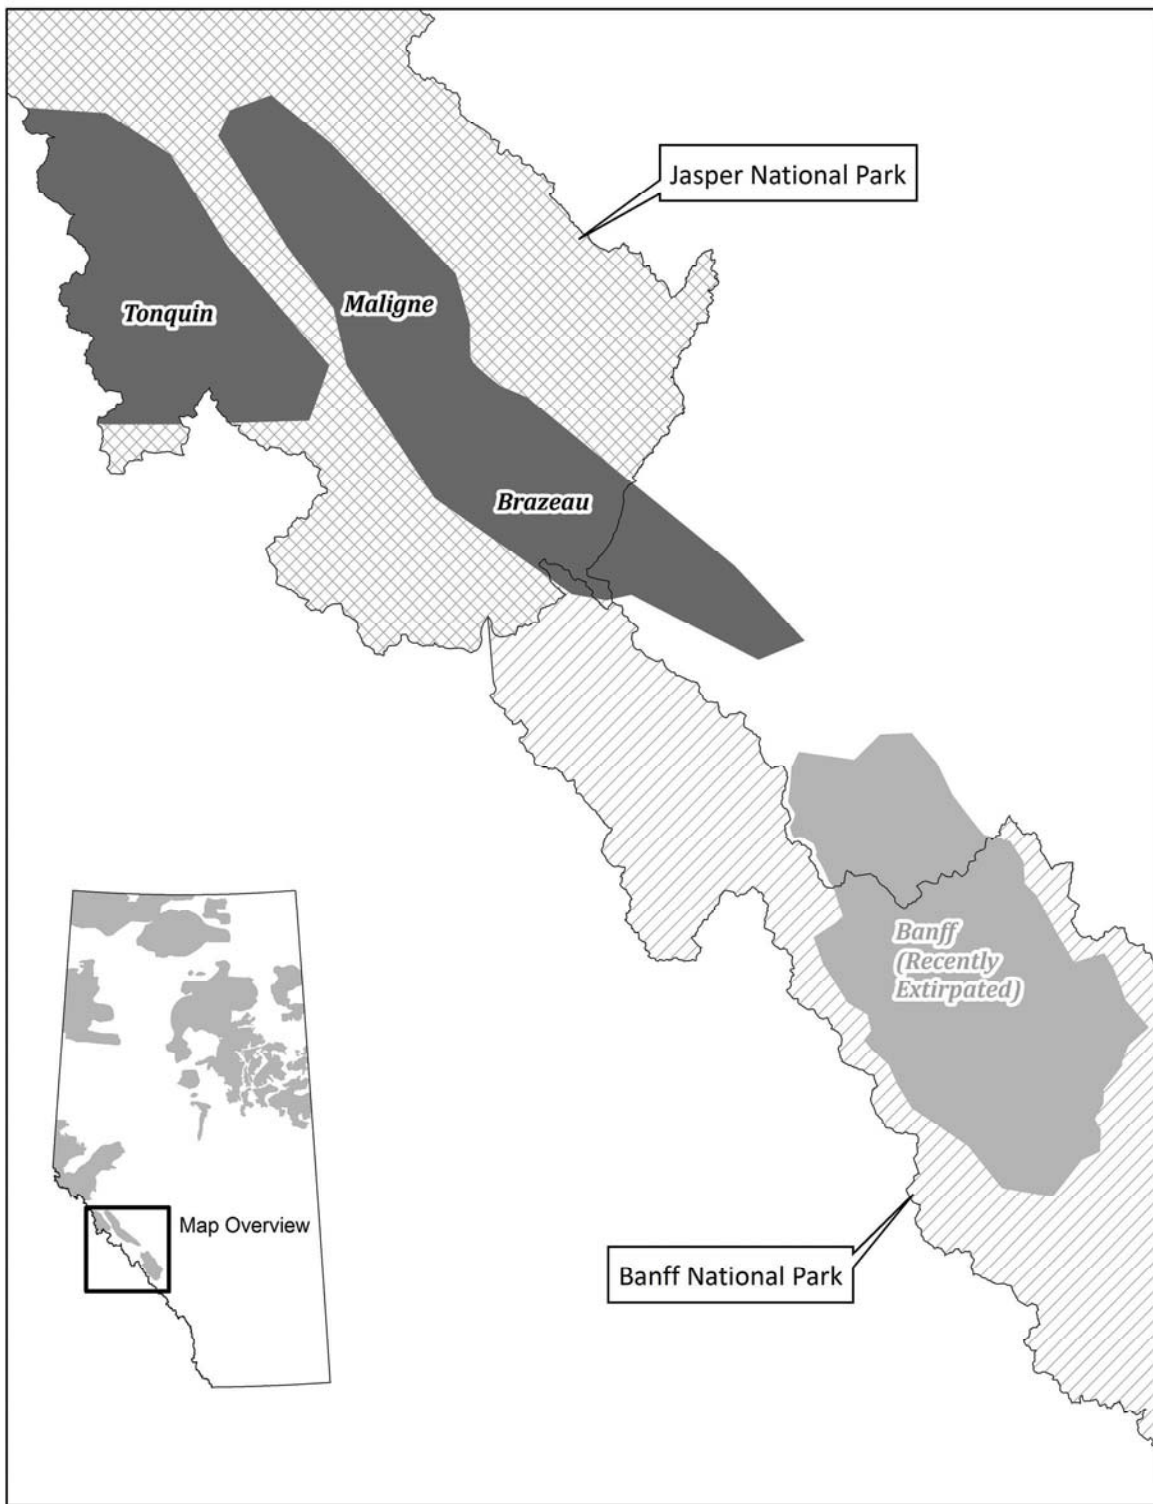 Jasper National Park
Tonquin
Maligne
Brazeau
Banff
(Recently
Extirpated)
Map Overview
Banff National Park